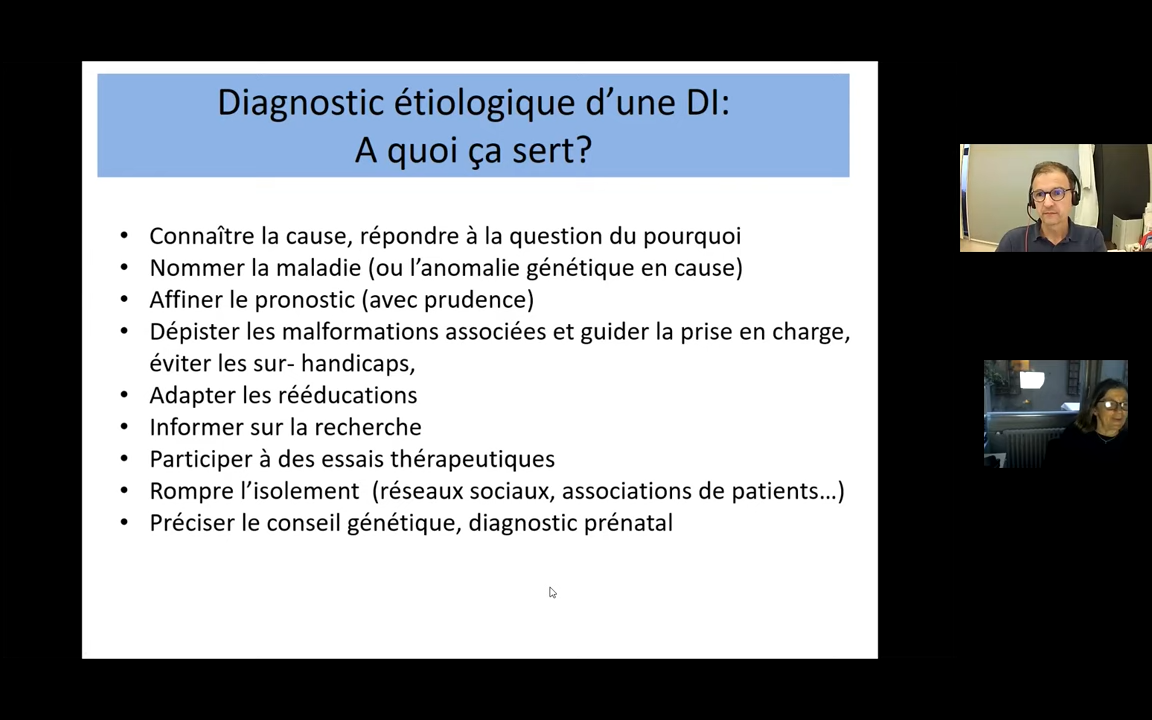 Diagnostic étiologique d’une DI:
A quoi ça sert?
• Connaître la cause, répondre à la question du pourquoi
• Nommer la maladie (ou l’anomalie génétique en cause)
• Affiner le pronostic (avec prudence)
• Dépister les malformations associées et guider la prise en charge,
éviter les sur- handicaps,
• Adapter les rééducations
• Informer sur la recherche
• Participer à des essais thérapeutiques
• Rompre l’isolement (réseaux sociaux, associations de patients…)
• Préciser le conseil génétique, diagnostic prénatal